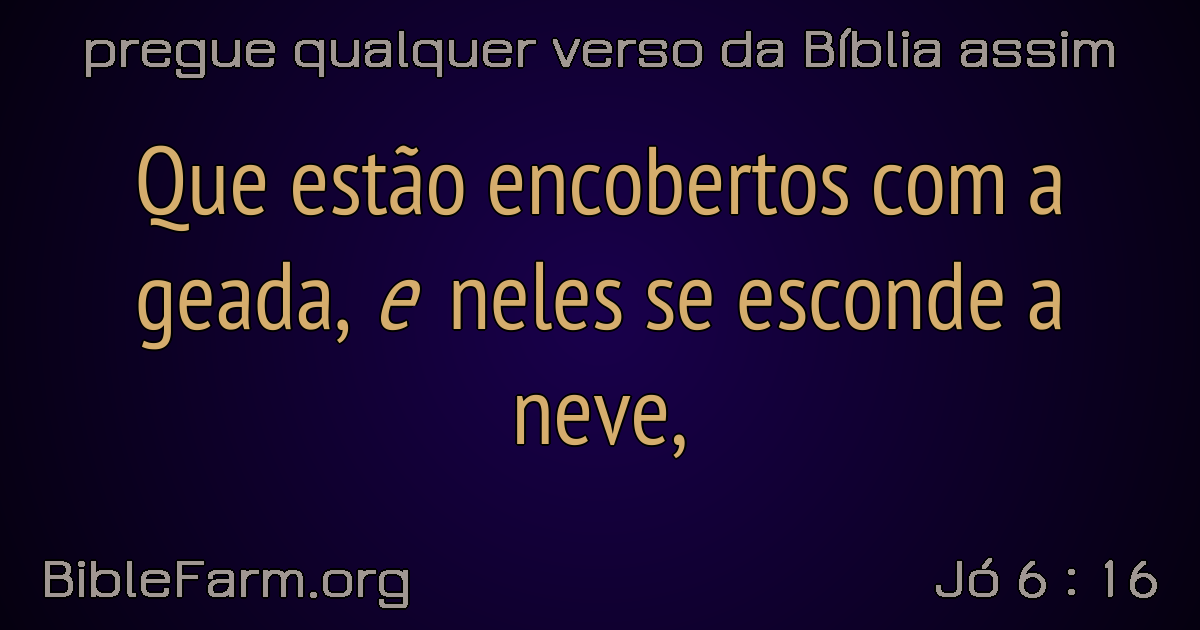 pregue qualquer verso da Bíblia assim
Que estão encobertos com a
geada, e neles se esconde a
neve,
BibleFarm.org
Jó 6 : 16